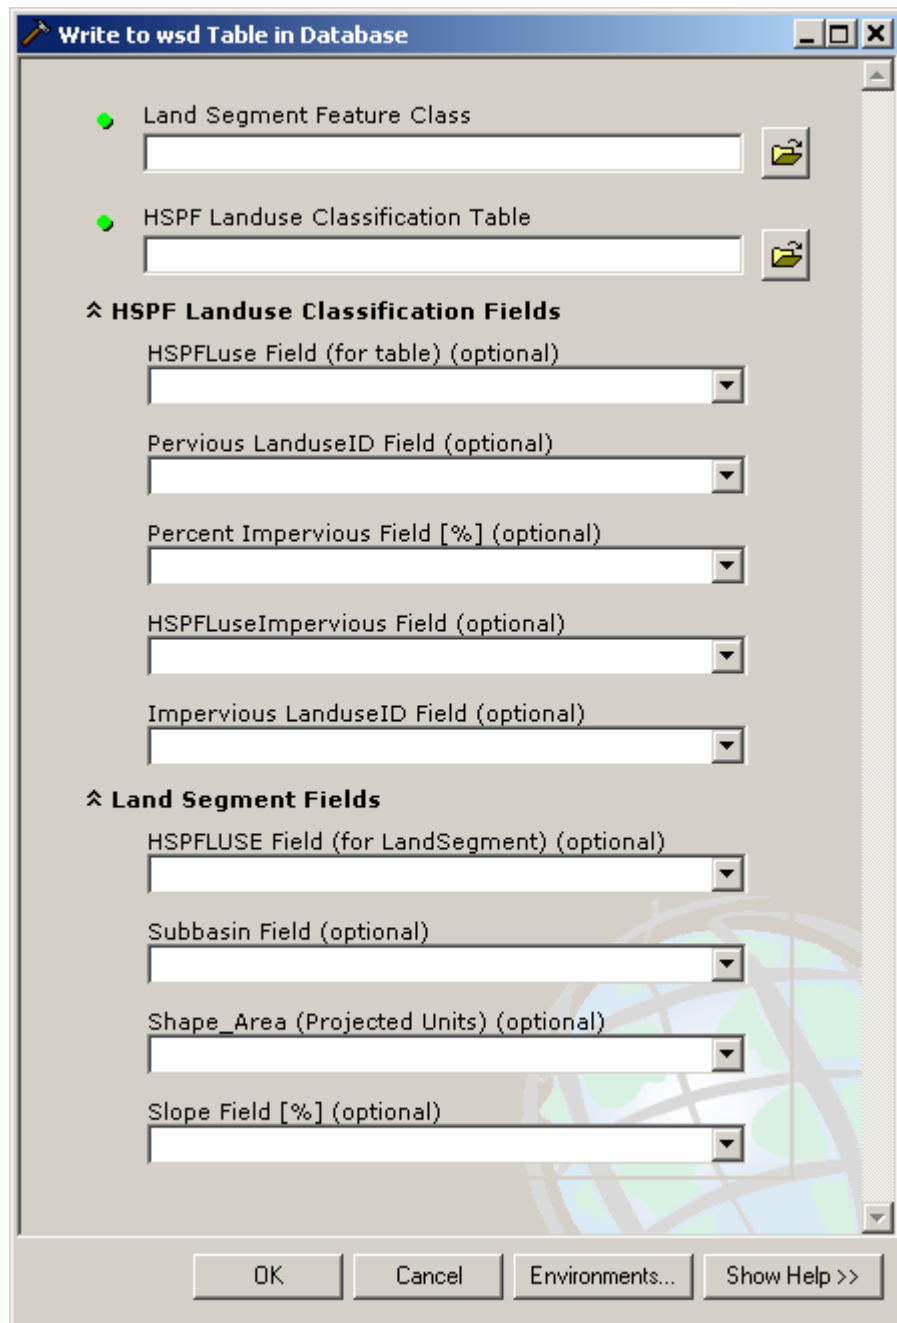 Write to wsd Table in Database
Land Segment Feature Class
HSPF Landuse Classification Table
HSPF Landuse Classification Fields
HSPFLuse Field (for table) (optional)
Pervious LanduseID Field (optional)
Percent Impervious Field [%] (optional)
HSPFLuseImpervious Field (optional)
Impervious LanduseID Field (optional)
Land Segment Fields
HSPFLUSE Field (for LandSegment) (optional)
Subbasin Field (optional)
Shape_Area (Projected Units) (optional)
Slope Field [%] (optional)
OK Cancel Environments... Show Help >>